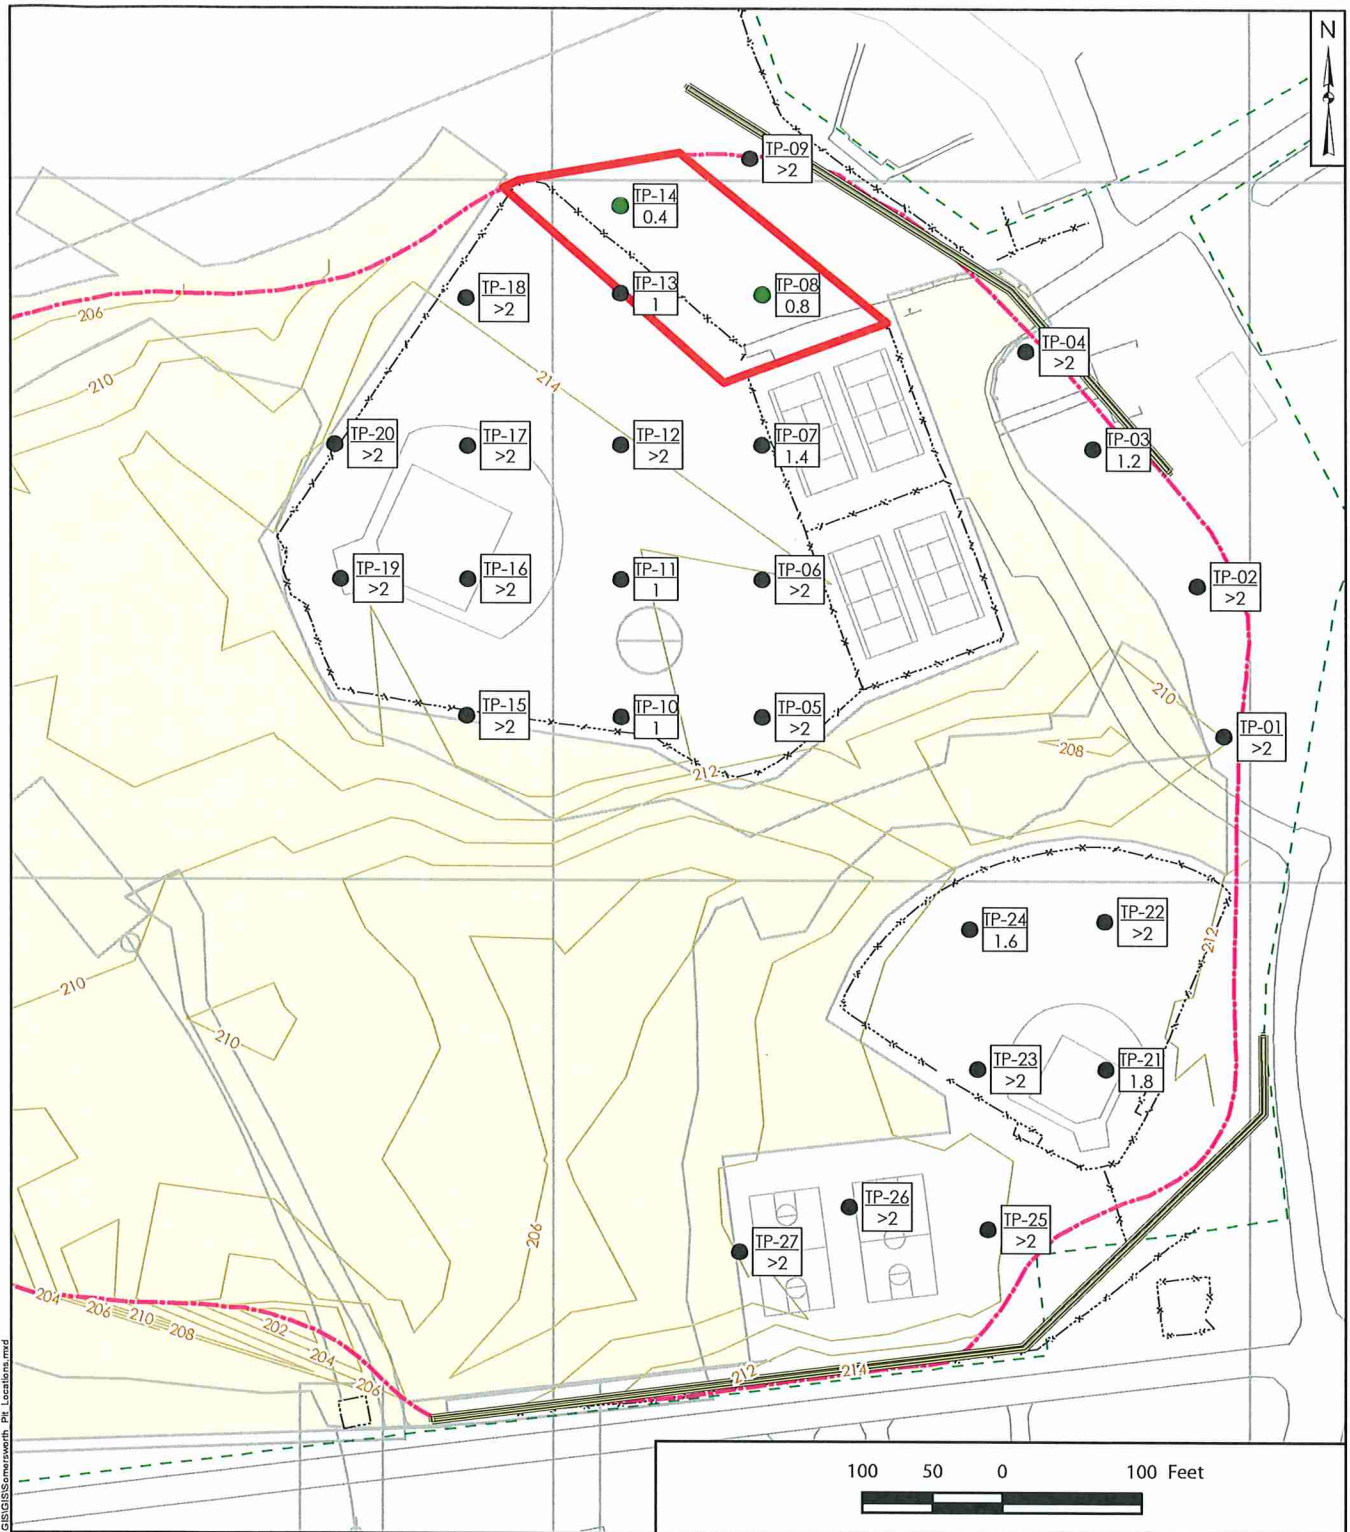 N
TP-09
>2
TP-14
0.4
TP-18
>2
TP-13
1
TP-08
0.8
206
TP-04
>2
210
214
TP-20
>2
TP-17
>2
TP-12
>2
TP-07
1.4
TP-03
1.2
TP-19
>2
TP-16
>2
TP-11
1
TP-06
>2
TP-02
>2
210
TP-15
>2
TP-10
1
TP-05
>2
TP-01
>2
208
212
TP-24
1.6
TP-22
>2
212
210
210
TP-23
>2
TP-21
1.8
206
TP-26
>2
TP-25
>2
TP-27
>2
204
206
210
208
202
204
206
212
214
GIS\GIS\Somersworth_Pit_Locations.mxd
100 50 0 100 Feet